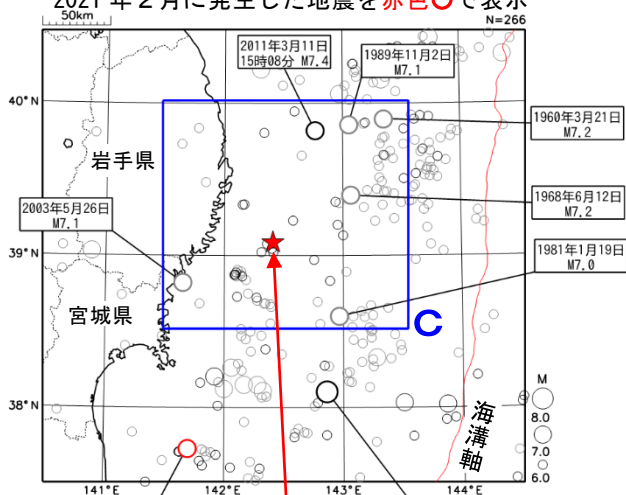 2021 年２月に発生した地震を赤色○で表示
50km
N=266
2011年3月11日
15時08分 M7.4
1989年11月2日
M7.1
40°N
1960年3月21日
M7.2
岩手県
1968年6月12日
M7.2
2003年5月26日
M7.1
39°N
1981年1月19日
M7.0
宮城県
C
M
38°N
8.0
海溝軸
7.0
6.0
141°E
142°E
143°E
144°E